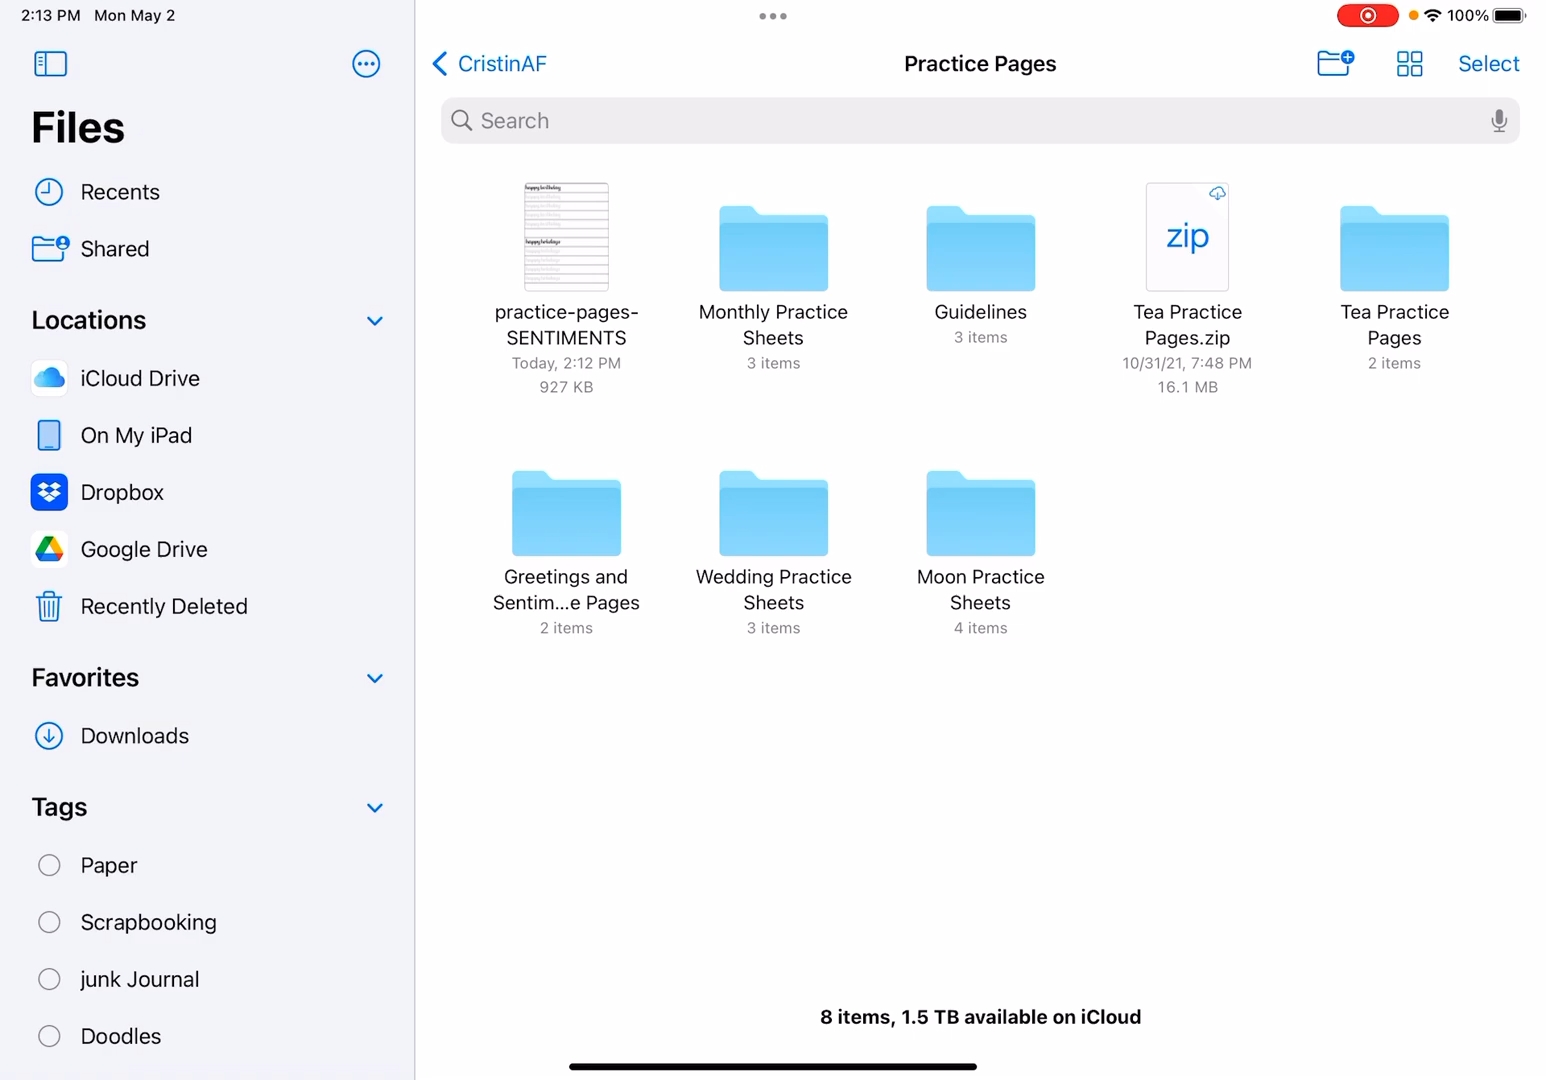 2:13 PM Mon May 2
100%
Files
Recents
Shared
Locations
iCloud Drive
On My iPad
Dropbox
Google Drive
Recently Deleted
Favorites
Downloads
Tags
Paper
Scrapbooking
junk Journal
Doodles
CristinAF
Practice Pages
Select
Search
happy birthday
happy holidays
practice-pages-
SENTIMENTS
Today, 2:12 PM
927 KB
Monthly Practice
Sheets
3 items
Guidelines
3 items
zip
Tea Practice
Pages.zip
10/31/21, 7:48 PM
16.1 MB
Tea Practice
Pages
2 items
Greetings and
Sentim...e Pages
2 items
Wedding Practice
Sheets
3 items
Moon Practice
Sheets
4 items
8 items, 1.5 TB available on iCloud